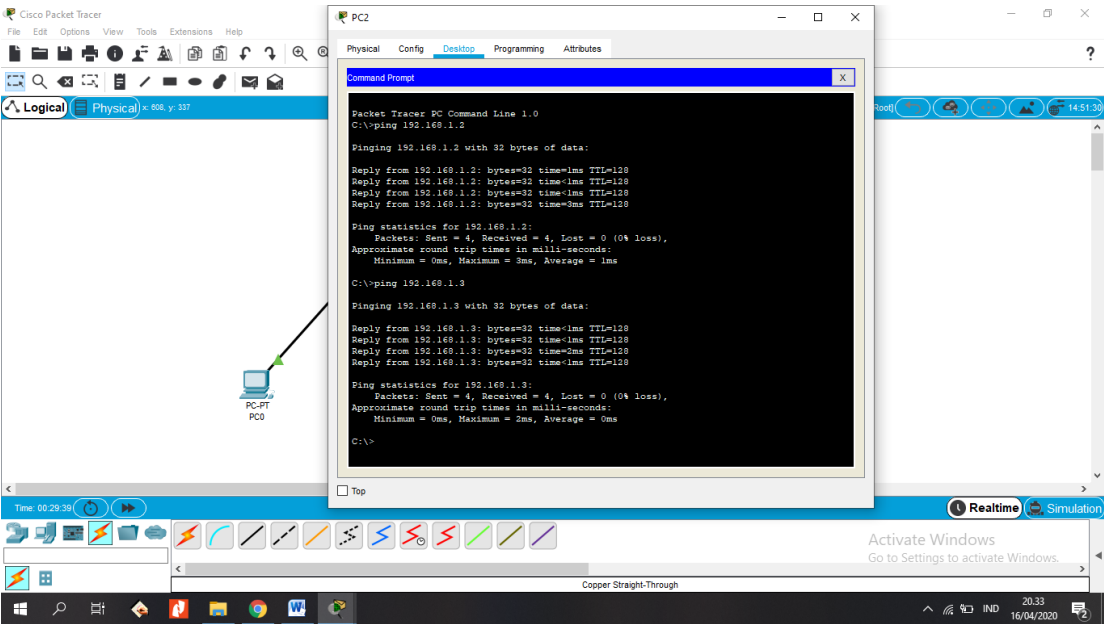 Cisco Packet Tracer
File Edit Options View Tools Extensions Help
Logical
Physical
x: 608, y: 337
PC2
Physical Config Desktop Programming Attributes
Command Prompt
X
Packet Tracer PC Command Line 1.0
C:\>ping 192.168.1.2
Pinging 192.168.1.2 with 32 bytes of data:
Reply from 192.168.1.2: bytes=32 time=1ms TTL=128
Reply from 192.168.1.2: bytes=32 time<1ms TTL=128
Reply from 192.168.1.2: bytes=32 time<1ms TTL=128
Reply from 192.168.1.2: bytes=32 time=3ms TTL=128
Ping statistics for 192.168.1.2:
Packets: Sent = 4, Received = 4, Lost = 0 (0% loss),
Approximate round trip times in milli-seconds:
Minimum = 0ms, Maximum = 3ms, Average = 1ms
C:\>ping 192.168.1.3
Pinging 192.168.1.3 with 32 bytes of data:
Reply from 192.168.1.3: bytes=32 time<1ms TTL=128
Reply from 192.168.1.3: bytes=32 time<1ms TTL=128
Reply from 192.168.1.3: bytes=32 time=2ms TTL=128
Reply from 192.168.1.3: bytes=32 time<1ms TTL=128
Ping statistics for 192.168.1.3:
Packets: Sent = 4, Received = 4, Lost = 0 (0% loss),
Approximate round trip times in milli-seconds:
Minimum = 0ms, Maximum = 2ms, Average = 0ms
C:\>
Top
?
Root]
14:51:30
PC-PT
PC0
Time: 00:29:39
Realtime
Simulation
Activate Windows
Go to Settings to activate Windows.
Copper Straight-Through
IND
20.33
16/04/2020
2